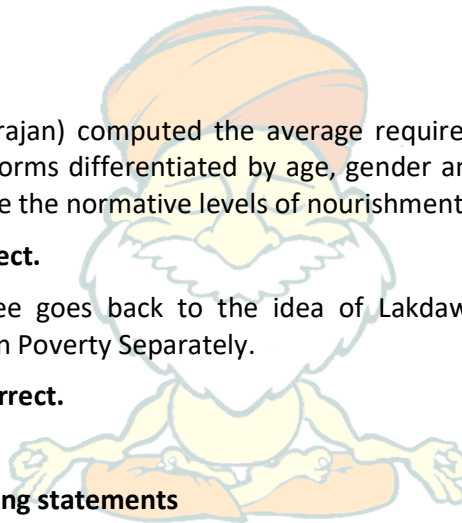 rajan) computed the average require
orms differentiated by age, gender ar
e the normative levels of nourishment
ect.
ee goes back to the idea of Lakdaw
n Poverty Separately.
rrect.
ng statements